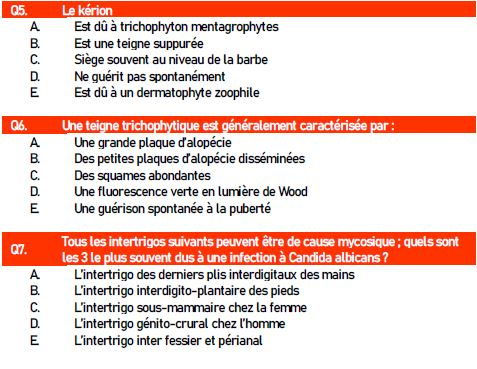 Q5. Le kérion
A. Est dû à trichophyton mentagrophytes
B. Est une teigne suppurée
C. Siège souvent au niveau de la barbe
D. Ne guérit pas spontanément
E. Est dû à un dermatophyte zoophile
Q6. Une teigne trichophytique est généralement caractérisée par :
A. Une grande plaque d'alopécie
B. Des petites plaques d'alopécie disséminées
C. Des squames abondantes
D. Une fluorescence verte en lumière de Wood
E. Une guérison spontanée à la puberté
Q7. Tous les intertrigos suivants peuvent être de cause mycosique ; quels sont
les 3 le plus souvent dus à une infection à Candida albicans ?
A. L'intertrigo des derniers plis interdigitaux des mains
B. L'intertrigo interdigito-plantaire des pieds
C. L'intertrigo sous-mammaire chez la femme
D. L'intertrigo génito-crural chez l'homme
E. L'intertrigo inter fessier et périanal